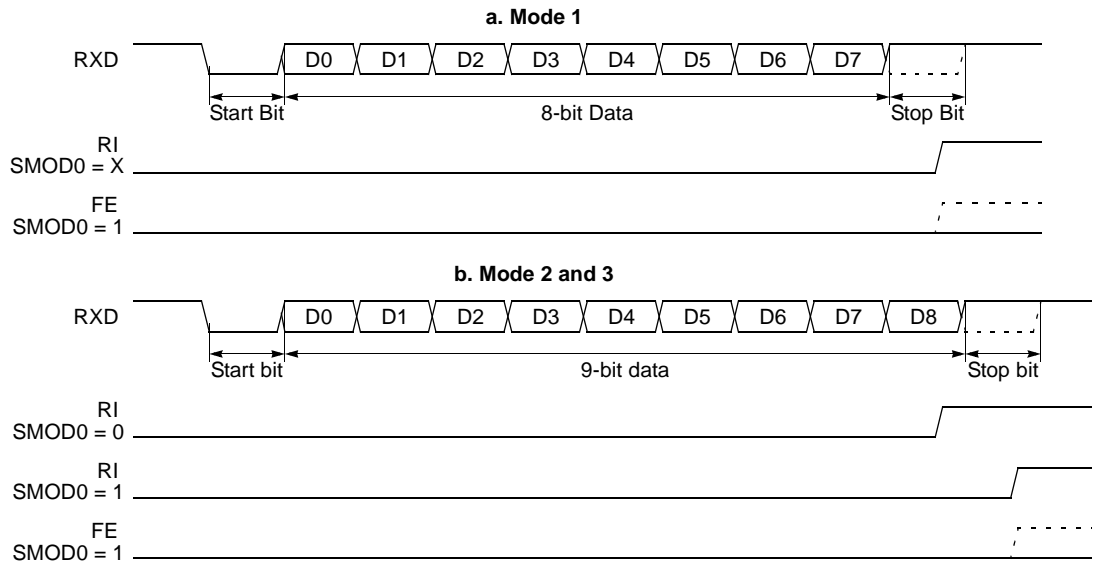 a. Mode 1
RXD D0 D1 D2 D3 D4 D5 D6 D7
Start Bit 8-bit Data Stop Bit
RI
SMOD0 = X
FE
SMOD0 = 1
b. Mode 2 and 3
RXD D0 D1 D2 D3 D4 D5 D6 D7 D8
Start bit 9-bit data Stop bit
RI
SMOD0 = 0
RI
SMOD0 = 1
FE
SMOD0 = 1